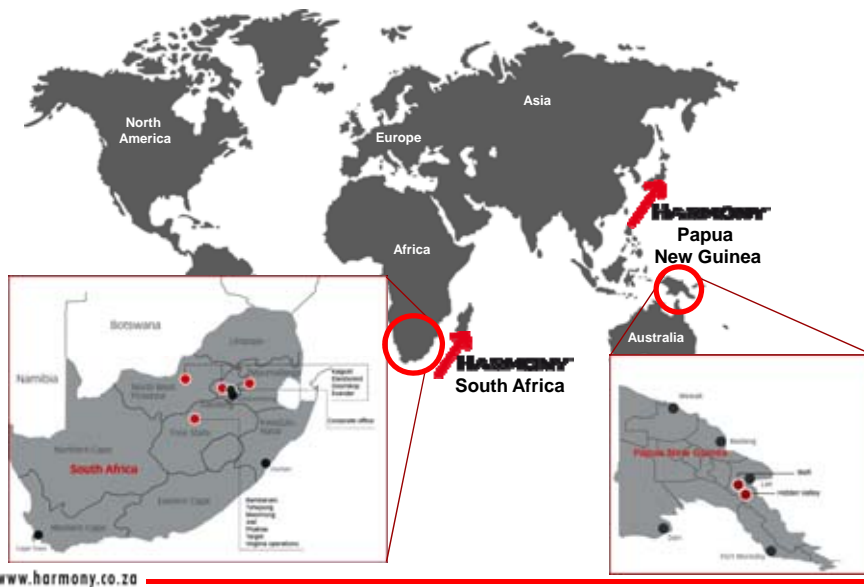 North
America
Europe
Asia
Africa
HARMONY
Papua
New Guinea
Australia
HARMONY
South Africa
Botswana
Namibia
Limpopo
North West
Province
Kalgold
Elandsrand
Doornkop
Evander
Corporate office
Free State
KwaZulu-
Natal
Northern Cape
South Africa
Durban
Eastern Cape
Western Cape
Cape Town
Bambanani
Tshepong
Masimong
Joel
Phakisa
Target
Virginia operations
Wewak
Madang
Papua New Guinea
Wafi
Lae
Hidden Valley
Daru
Port Moresby
www.harmony.co.za